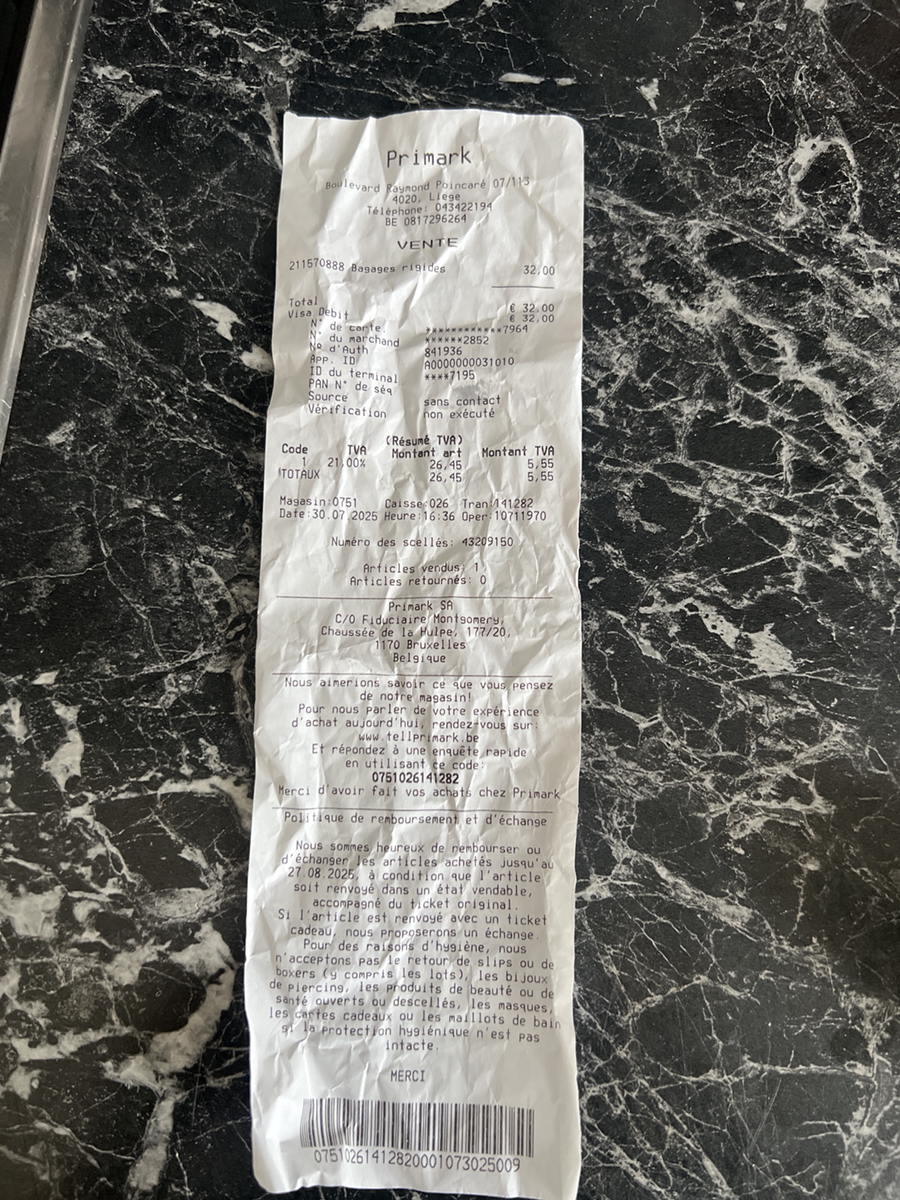 Primark
Boulevard Raymond Poincaré 07/113
4020, Liege
Téléphone: 043422194
BE 0817296264
VENTE
211570888 Bagages rigides 32,00
Total € 32,00
Visa Debit € 32,00
N° de carte. ************7964
N° du marchand ******2852
Nº d'Auth 841936
App. ID A0000000031010
ID du terminal ****7195
PAN N° de séq
Source sans contact
Vérification non exécuté
(Résumé TVA)
Code TVA Montant art Montant TVA
1 21,00% 26,45 5,55
TOTAUX 26,45 5,55
Magasin:0751 Caisse:026 Tran:141282
Date:30.07.2025 Heure:16:36 Oper:10711970
Numéro des scellés: 43209150
Articles vendus: 1
Articles retournés: 0
Primark SA
C/O Fiduciaire Montgomery,
Chaussée de la Hulpe, 177/20,
1170 Bruxelles
Belgique
Nous aimerions savoir ce que vous pensez
de notre magasin!
Pour nous parler de votre expérience
d'achat aujourd'hui, rendez-vous sur:
www.tellprimark.be
Et répondez à une enquête rapide
en utilisant ce code:
0751026141282
Merci d'avoir fait vos achats chez Primark
Politique de remboursement et d'échange
Nous sommes heureux de rembourser ou
d'échanger les articles achetés jusqu'au
27.08.2025, à condition que l'article
soit renvoyé dans un état vendable,
accompagné du ticket original.
Si l'article est renvoyé avec un ticket
cadeau, nous proposerons un échange.
Pour des raisons d'hygiène, nous
n'acceptons pas le retour de slips ou de
boxers (y compris les lots), les bijoux
de piercing, les produits de beauté ou de
santé ouverts ou descellés, les masques,
les cartes cadeaux ou les maillots de bain
si la protection hygiénique n'est pas
intacte.
MERCI
07510261412820001073025009